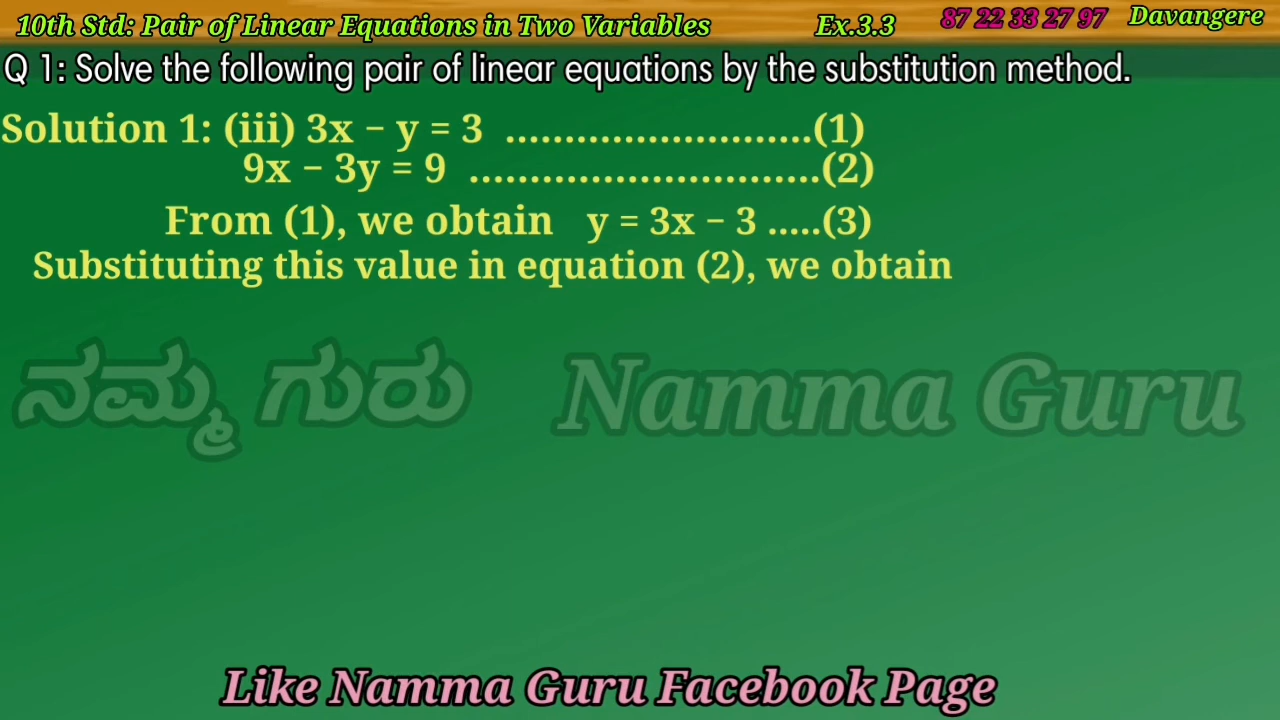 10th Std: Pair of Linear Equations in Two Variables Ex.3.3 87 22 33 27 97 Davangere
Q 1: Solve the following pair of linear equations by the substitution method.
Solution 1: (iii) 3x − y = 3 ..........................(1)
9x − 3y = 9 .............................(2)
From (1), we obtain y = 3x − 3 .....(3)
Substituting this value in equation (2), we obtain
ನಮ್ಮ ಗುರು Namma Guru
Like Namma Guru Facebook Page